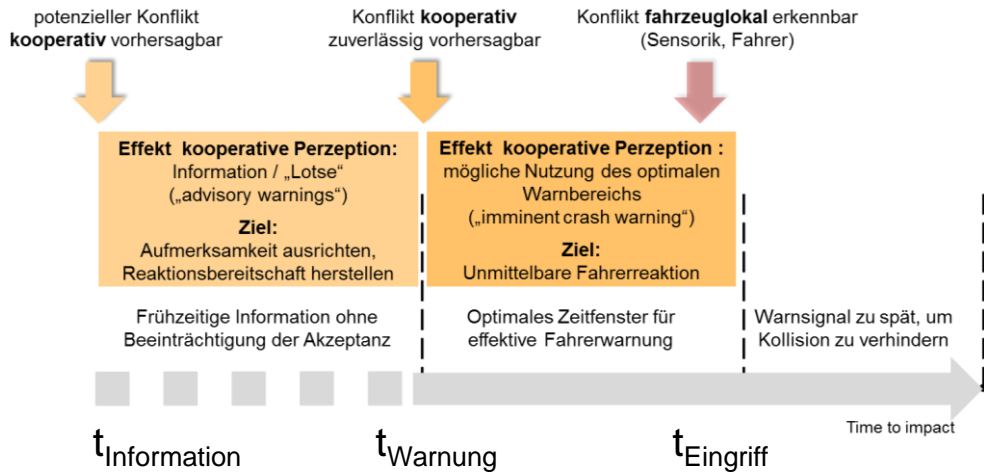 potenzieller Konflikt
kooperativ vorhersagbar
Konflikt kooperativ
zuverlässig vorhersagbar
Konflikt fahrzeuglokal erkennbar
(Sensorik, Fahrer)
Effekt kooperative Perzeption:
Information / „Lotse“
(„advisory warnings“)
Ziel:
Aufmerksamkeit ausrichten,
Reaktionsbereitschaft herstellen
Effekt kooperative Perzeption :
mögliche Nutzung des optimalen
Warnbereichs
(„imminent crash warning“)
Ziel:
Unmittelbare Fahrerreaktion
Frühzeitige Information ohne
Beeinträchtigung der Akzeptanz
Optimales Zeitfenster für
effektive Fahrerwarnung
Warnsignal zu spät, um
Kollision zu verhindern
Time to impact
tInformation
tWarnung
tEingriff